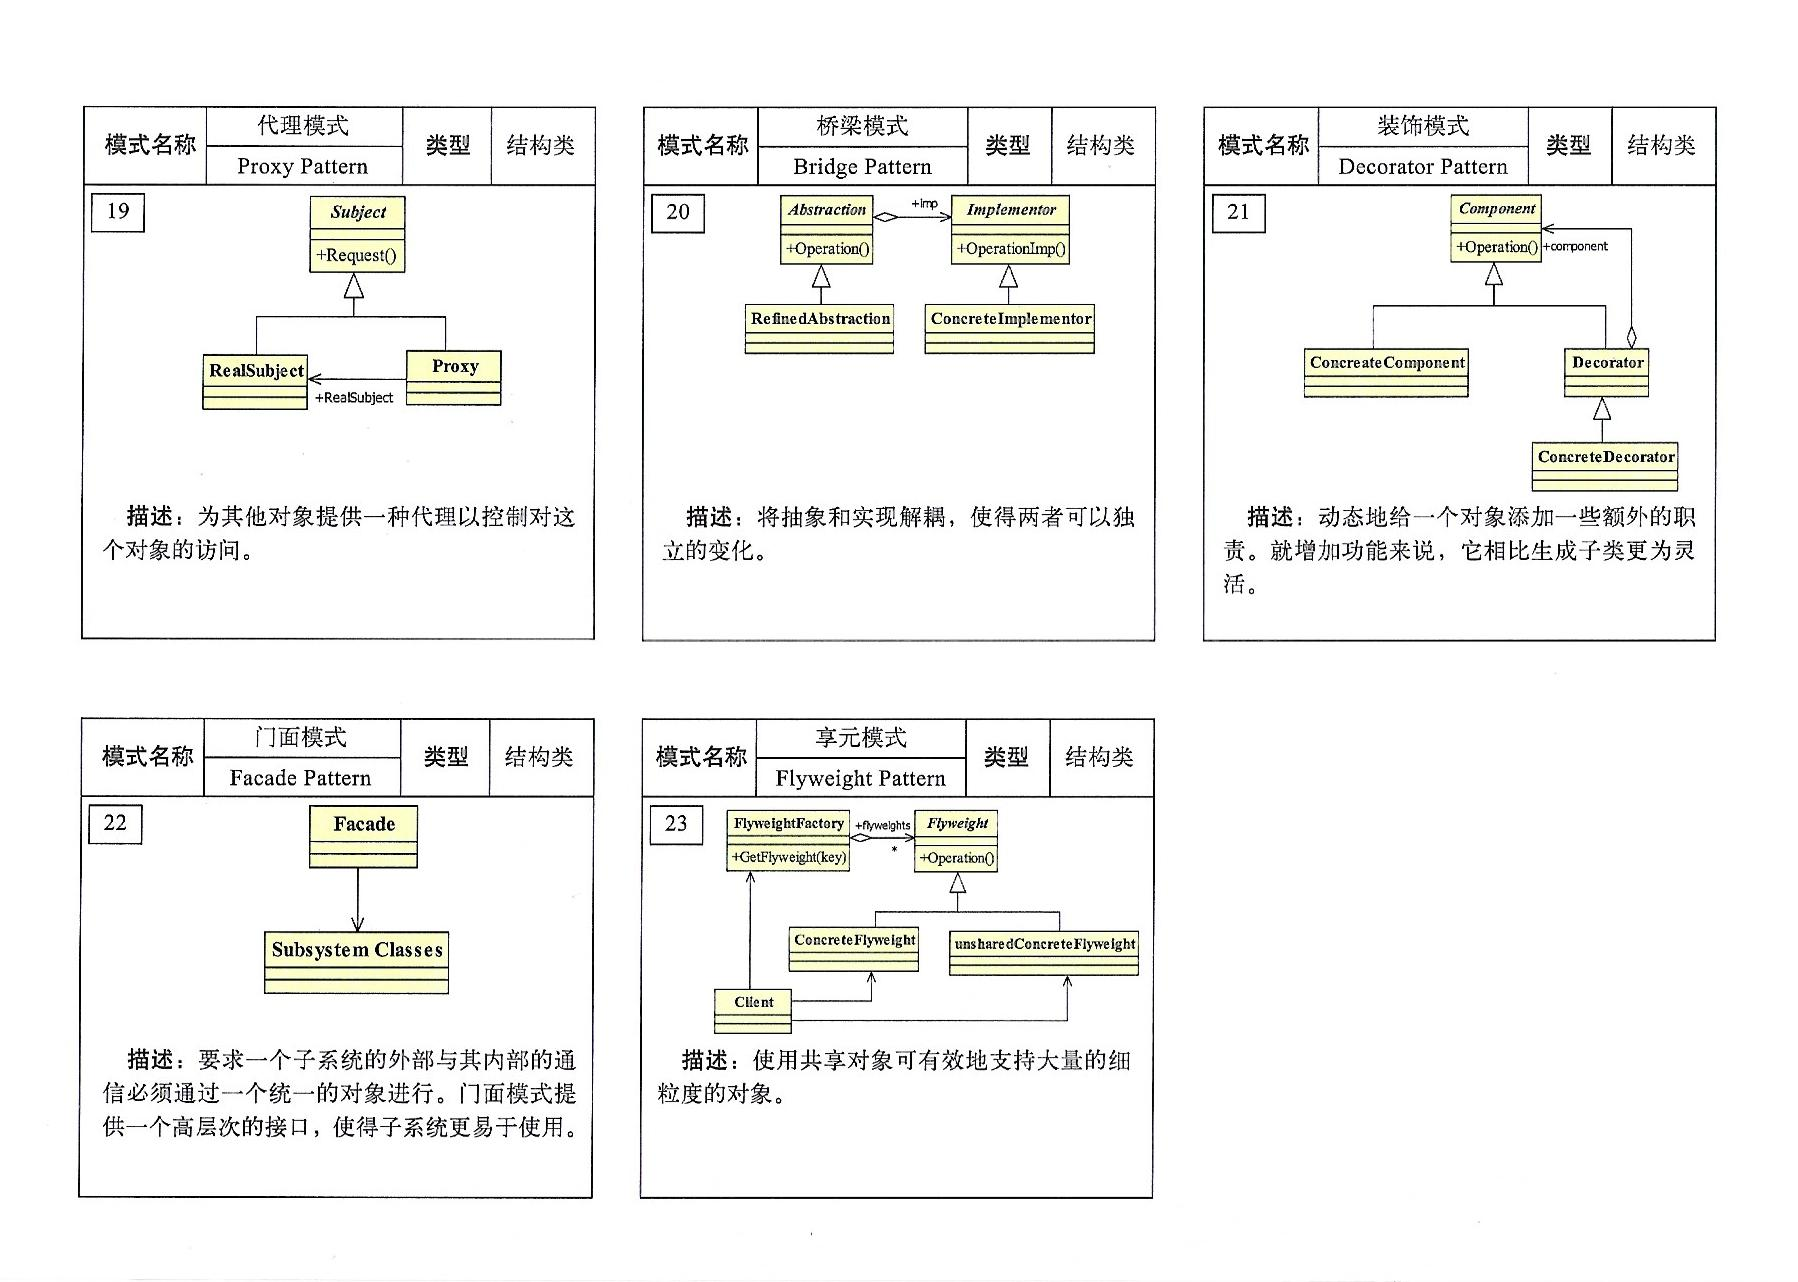 模式名称
代理模式
Proxy Pattern
类型
结构类
19
Subject
+Request()
RealSubject
Proxy
+RealSubject
描述：为其他对象提供一种代理以控制对这
个对象的访问。
模式名称
桥梁模式
Bridge Pattern
类型
结构类
20
Abstraction
+Operation()
+imp
Implementor
+OperationImp()
RefinedAbstraction
ConcreteImplementor
描述：将抽象和实现解耦，使得两者可以独
立的变化。
模式名称
装饰模式
Decorator Pattern
类型
结构类
21
Component
+Operation()
+component
ConcreateComponent
Decorator
ConcreteDecorator
描述：动态地给一个对象添加一些额外的职
责。就增加功能来说，它相比生成子类更为灵
活。
模式名称
门面模式
Facade Pattern
类型
结构类
22
Facade
Subsystem Classes
描述：要求一个子系统的外部与其内部的通
信必须通过一个统一的对象进行。门面模式提
供一个高层次的接口，使得子系统更易于使用。
模式名称
享元模式
Flyweight Pattern
类型
结构类
23
FlyweightFactory
+GetFlyweight(key)
+flyweights
*
Flyweight
+Operation()
ConcreteFlyweight
unsharedConcreteFlyweight
Client
描述：使用共享对象可有效地支持大量的细
粒度的对象。